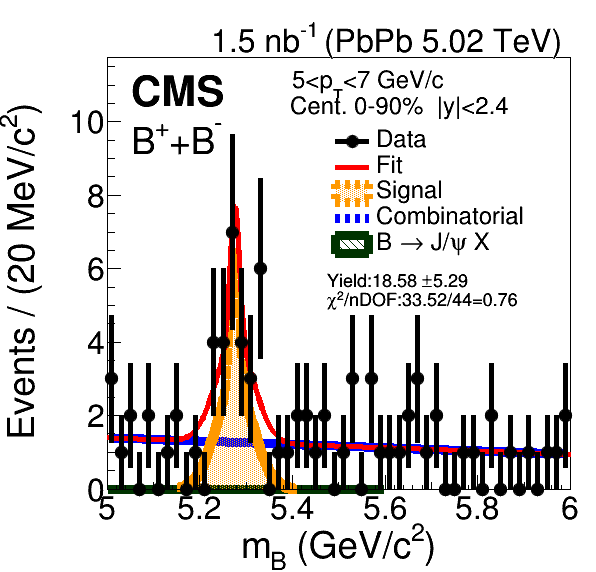 1.5 nb⁻¹ (PbPb 5.02 TeV)
CMS
B⁺+B⁻
5<p_T<7 GeV/c
Cent. 0-90% |y|<2.4
Data
Fit
Signal
Combinatorial
B → J/ψ X
Yield:18.58 ±5.29
χ²/nDOF:33.52/44=0.76
Events / (20 MeV/c²)
10
8
6
4
2
0
5 5.2 5.4 5.6 5.8 6
m_B (GeV/c²)